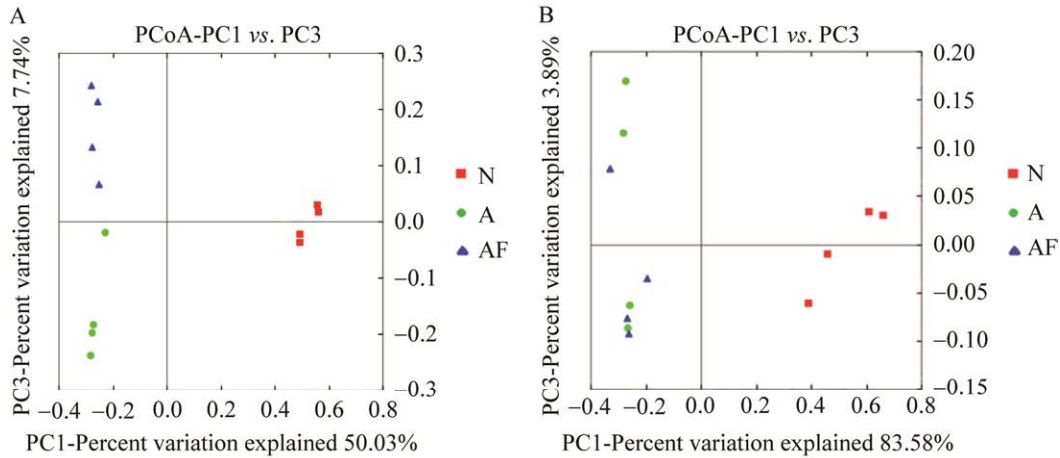 A
PCoA-PC1 vs. PC3
PC3-Percent variation explained 7.74%
0.3
0.2
0.1
0.0
−0.1
−0.2
−0.3
−0.4 −0.2 0.0 0.2 0.4 0.6 0.8
PC1-Percent variation explained 50.03%
N
A
AF
B
PCoA-PC1 vs. PC3
PC3-Percent variation explained 3.89%
0.20
0.15
0.10
0.05
0.00
−0.05
−0.10
−0.15
−0.4 −0.2 0.0 0.2 0.4 0.6 0.8
PC1-Percent variation explained 83.58%
N
A
AF